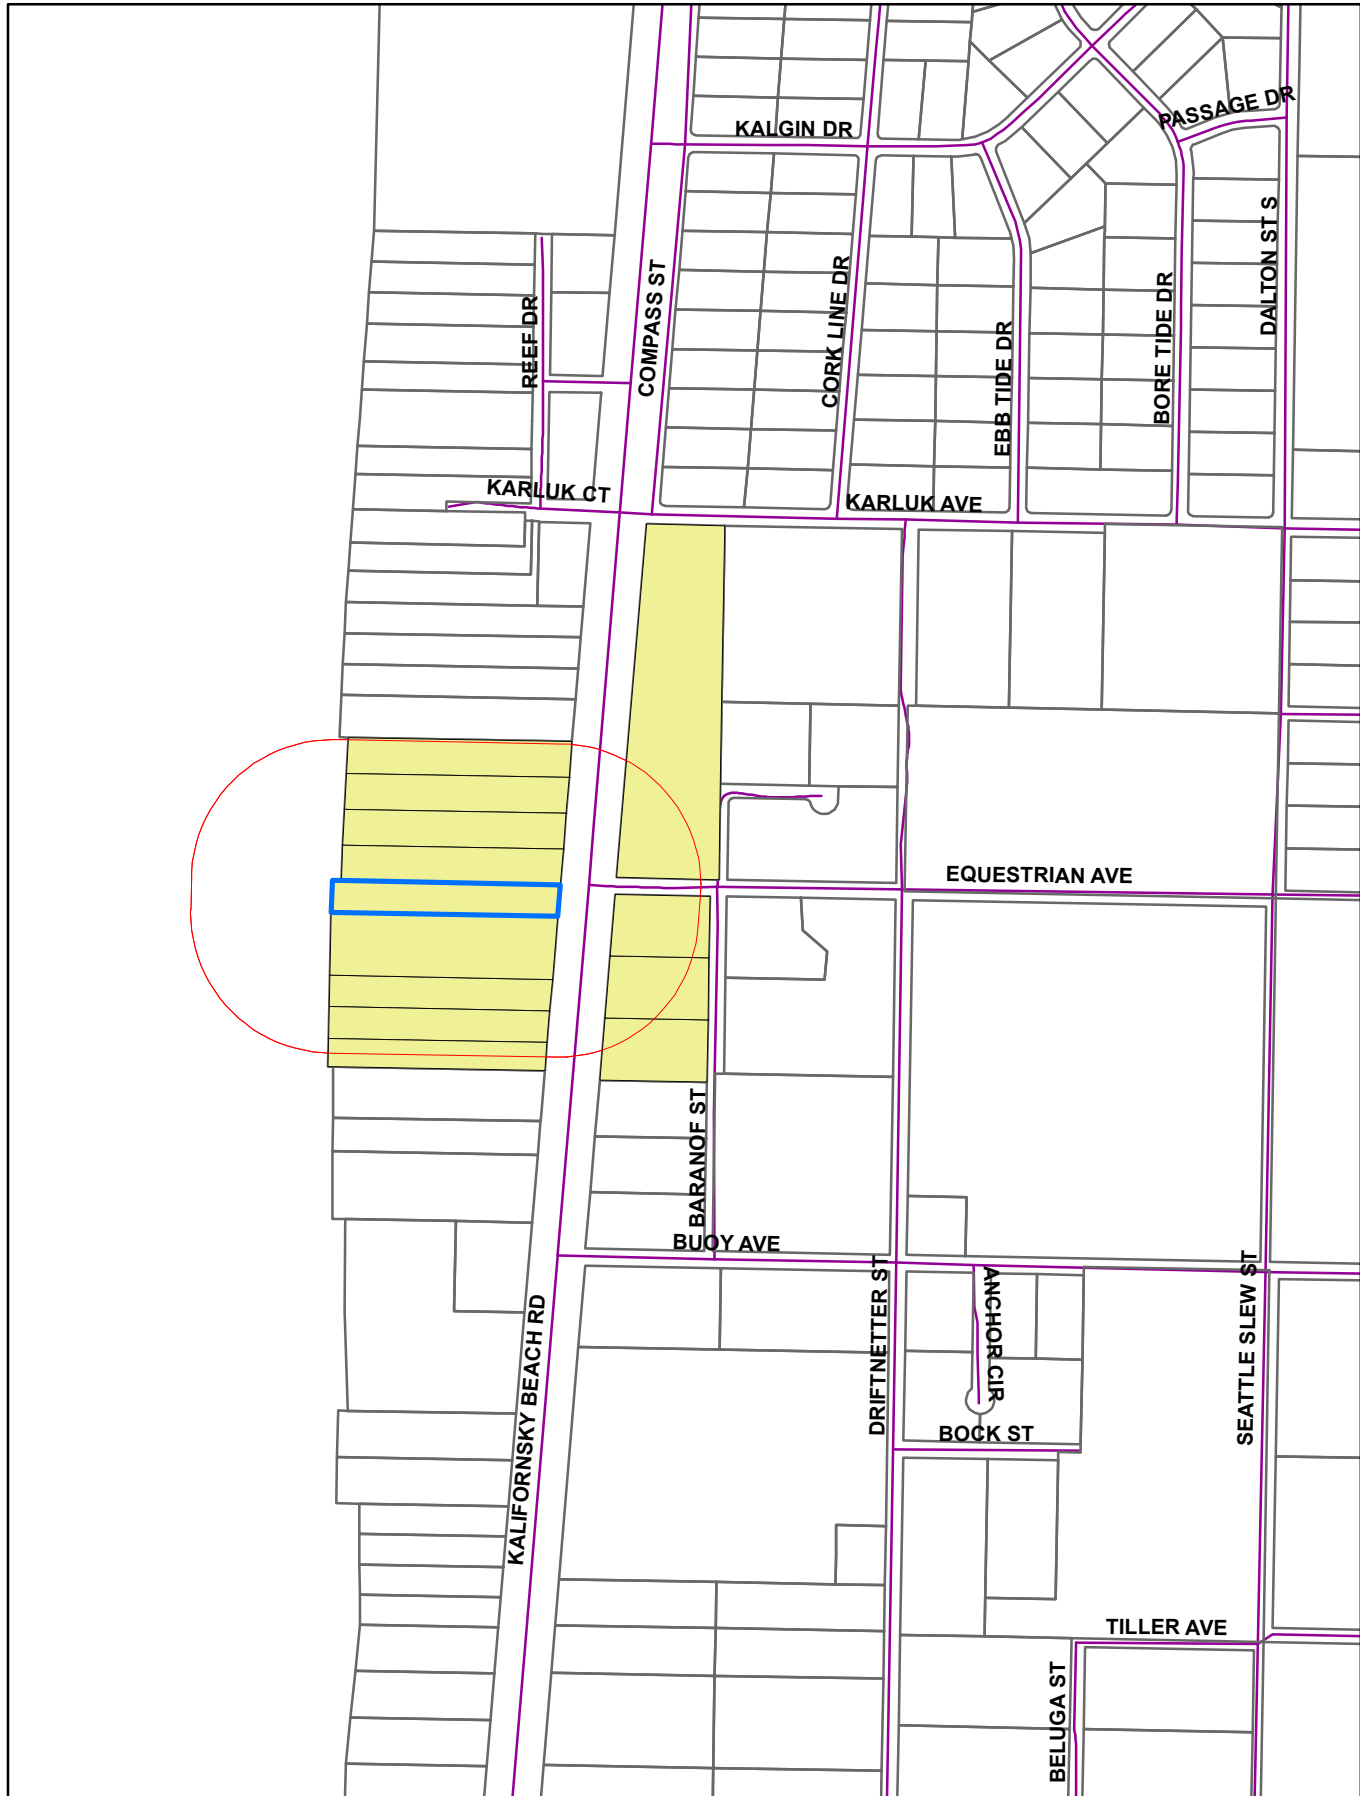 PASSAGE DR
KALGIN DR
DALTON ST S
COMPASS ST
CORK LINE DR
BORE TIDE DR
REEF DR
EBB TIDE DR
KARLUK CT
KARLUK AVE
EQUESTRIAN AVE
BARANOF ST
BUOY AVE
DRIFTNETTER ST
ANCHOR CIR
SEATTLE SLEW ST
KALIFORNSKY BEACH RD
BOCK ST
TILLER AVE
BELUGA ST